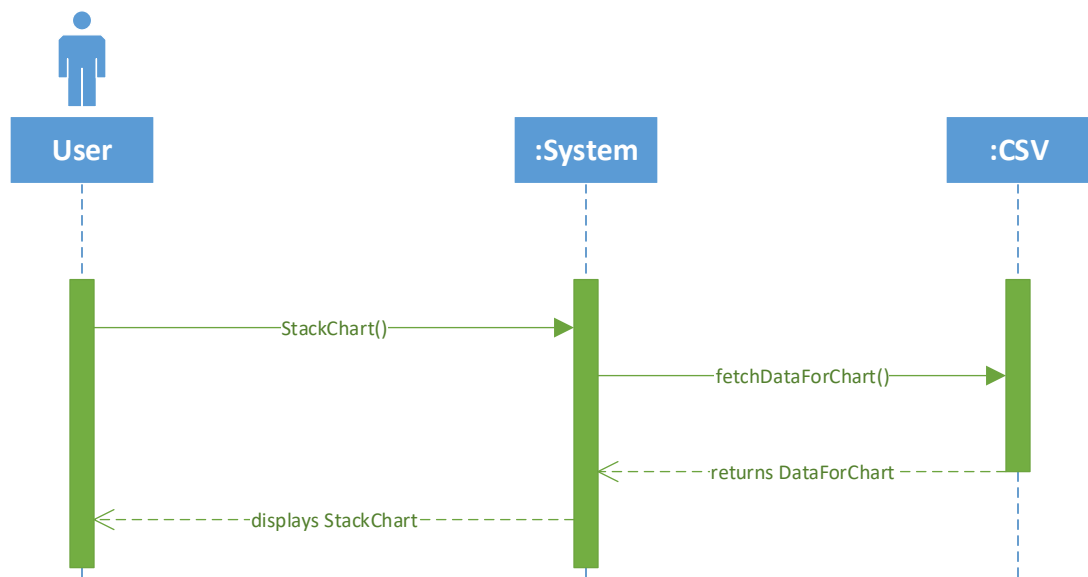 User
:System
:CSV
StackChart()
fetchDataForChart()
returns DataForChart
displays StackChart